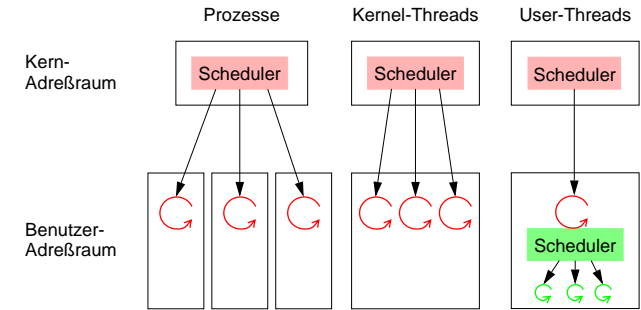 Prozesse
Kernel-Threads
User-Threads
Kern-
Adreßraum
Scheduler
Scheduler
Scheduler
Benutzer-
Adreßraum
Scheduler